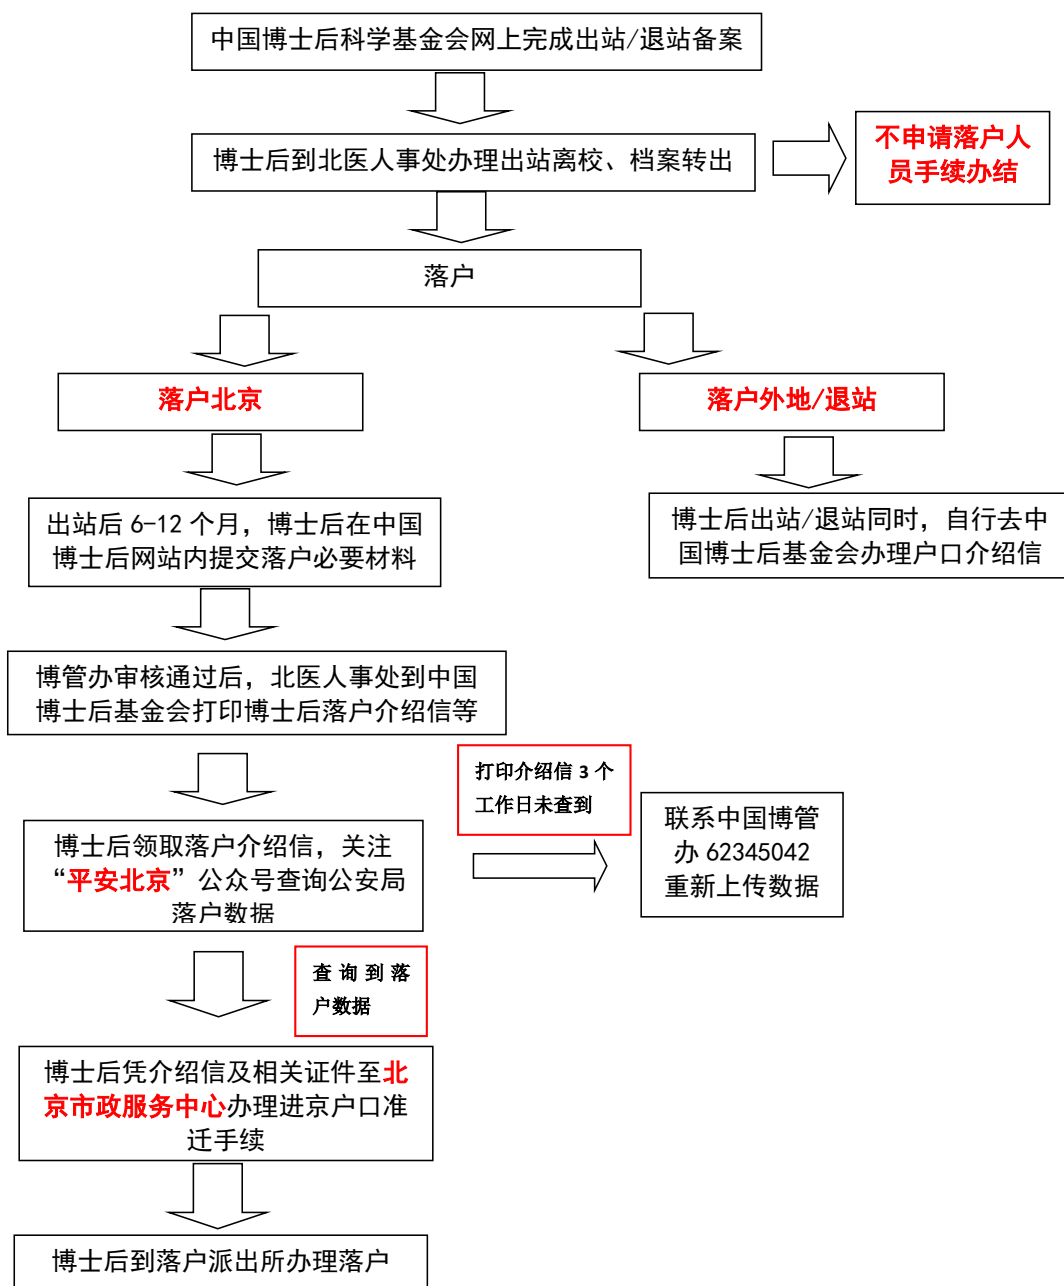 中国博士后科学基金会网上完成出站/退站备案
博士后到北医人事处办理出站离校、档案转出
不申请落户人
员手续办结
落户
落户北京
落户外地/退站
出站后 6-12 个月，博士后在中国
博士后网站内提交落户必要材料
博士后出站/退站同时，自行去中
国博士后基金会办理户口介绍信
博管办审核通过后，北医人事处到中国
博士后基金会打印博士后落户介绍信等
打印介绍信 3 个
工作日未查到
博士后领取落户介绍信，关注
“平安北京”公众号查询公安局
落户数据
联系中国博管
办 62345042
重新上传数据
查询到落
户数据
博士后凭介绍信及相关证件至北
京市政服务中心办理进京户口准
迁手续
博士后到落户派出所办理落户